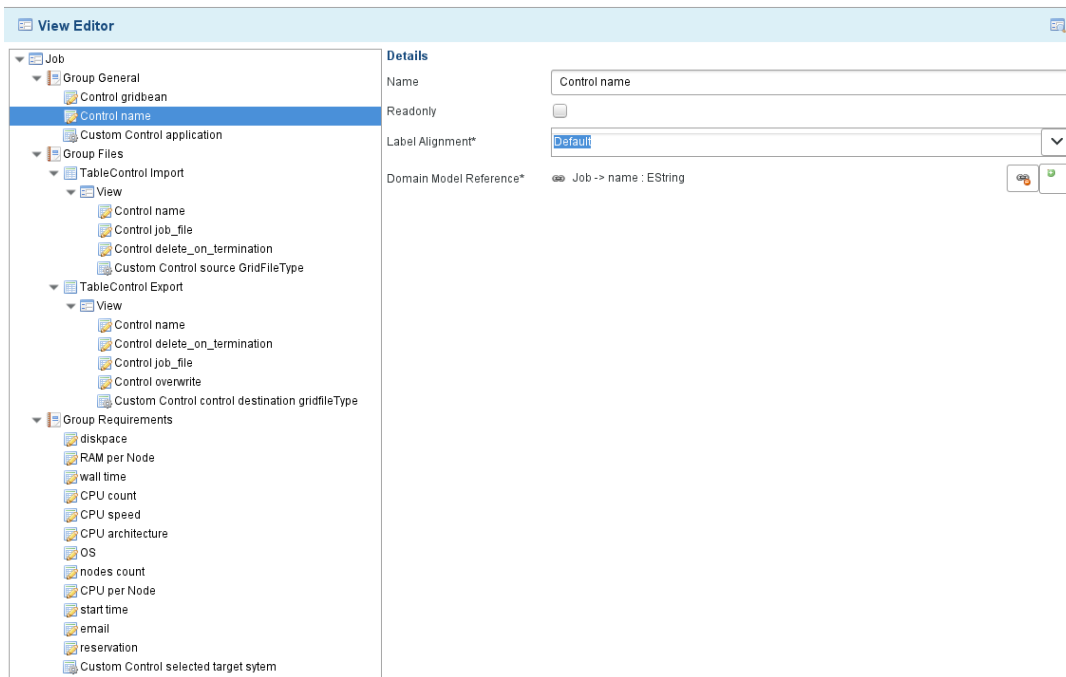 View Editor
Job
Group General
Control gridbean
Control name
Custom Control application
Group Files
TableControl Import
View
Control name
Control job_file
Control delete_on_termination
Custom Control source GridFileType
TableControl Export
View
Control name
Control delete_on_termination
Control job_file
Control overwrite
Custom Control control destination gridfileType
Group Requirements
diskpace
RAM per Node
wall time
CPU count
CPU speed
CPU architecture
OS
nodes count
CPU per Node
start time
email
reservation
Custom Control selected target sytem
Details
Name Control name
Readonly
Label Alignment* Default
Domain Model Reference* Job -> name : EString